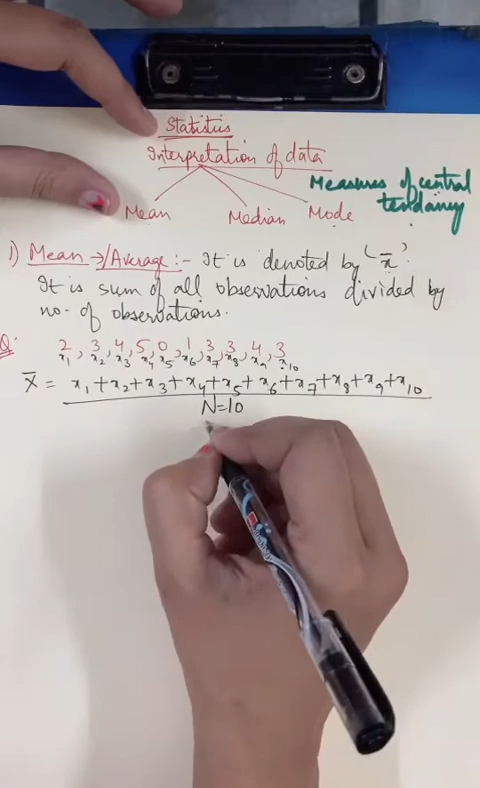 Statistics
Interpretation of data
Measures of central
tendancy
Mean Median Mode
1) Mean →/Average :- It is denoted by 'x̄'.
It is sum of all observations divided by
no. of observations.
Q: 2, 3, 4, 5, 0, 1, 3, 3, 4, 3
x₁ x₂ x₃ x₄ x₅ x₆ x₇ x₈ x₉ x₁₀
X̄ = x₁+x₂+x₃+x₄+x₅+x₆+x₇+x₈+x₉+x₁₀
N=10